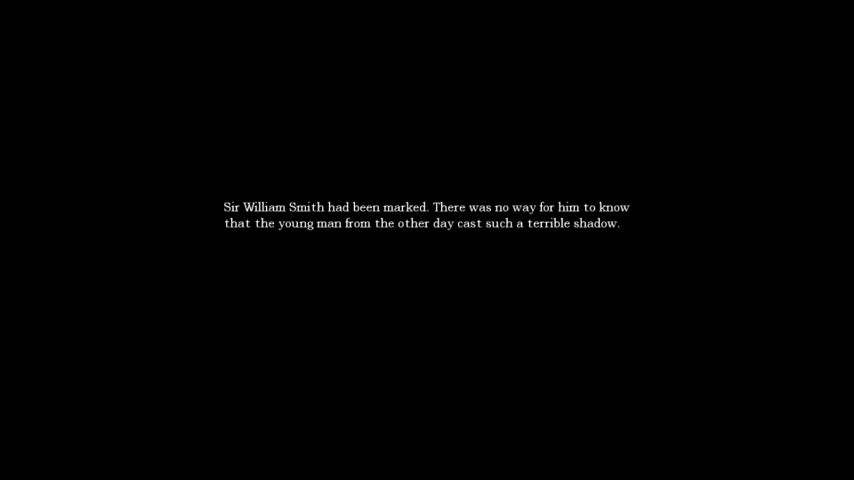 Sir William Smith had been marked. There was no way for him to know
that the young man from the other day cast such a terrible shadow.